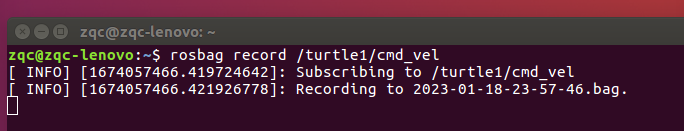 zqc@zqc-lenovo: ~
zqc@zqc-lenovo:~$ rosbag record /turtle1/cmd_vel
[ INFO] [1674057466.419724642]: Subscribing to /turtle1/cmd_vel
[ INFO] [1674057466.421926778]: Recording to 2023-01-18-23-57-46.bag.